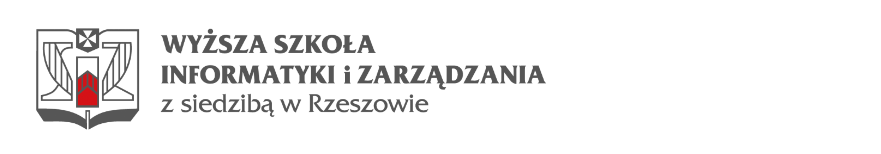 WYŻSZA SZKOŁA
INFORMATYKI i ZARZĄDZANIA
z siedzibą w Rzeszowie